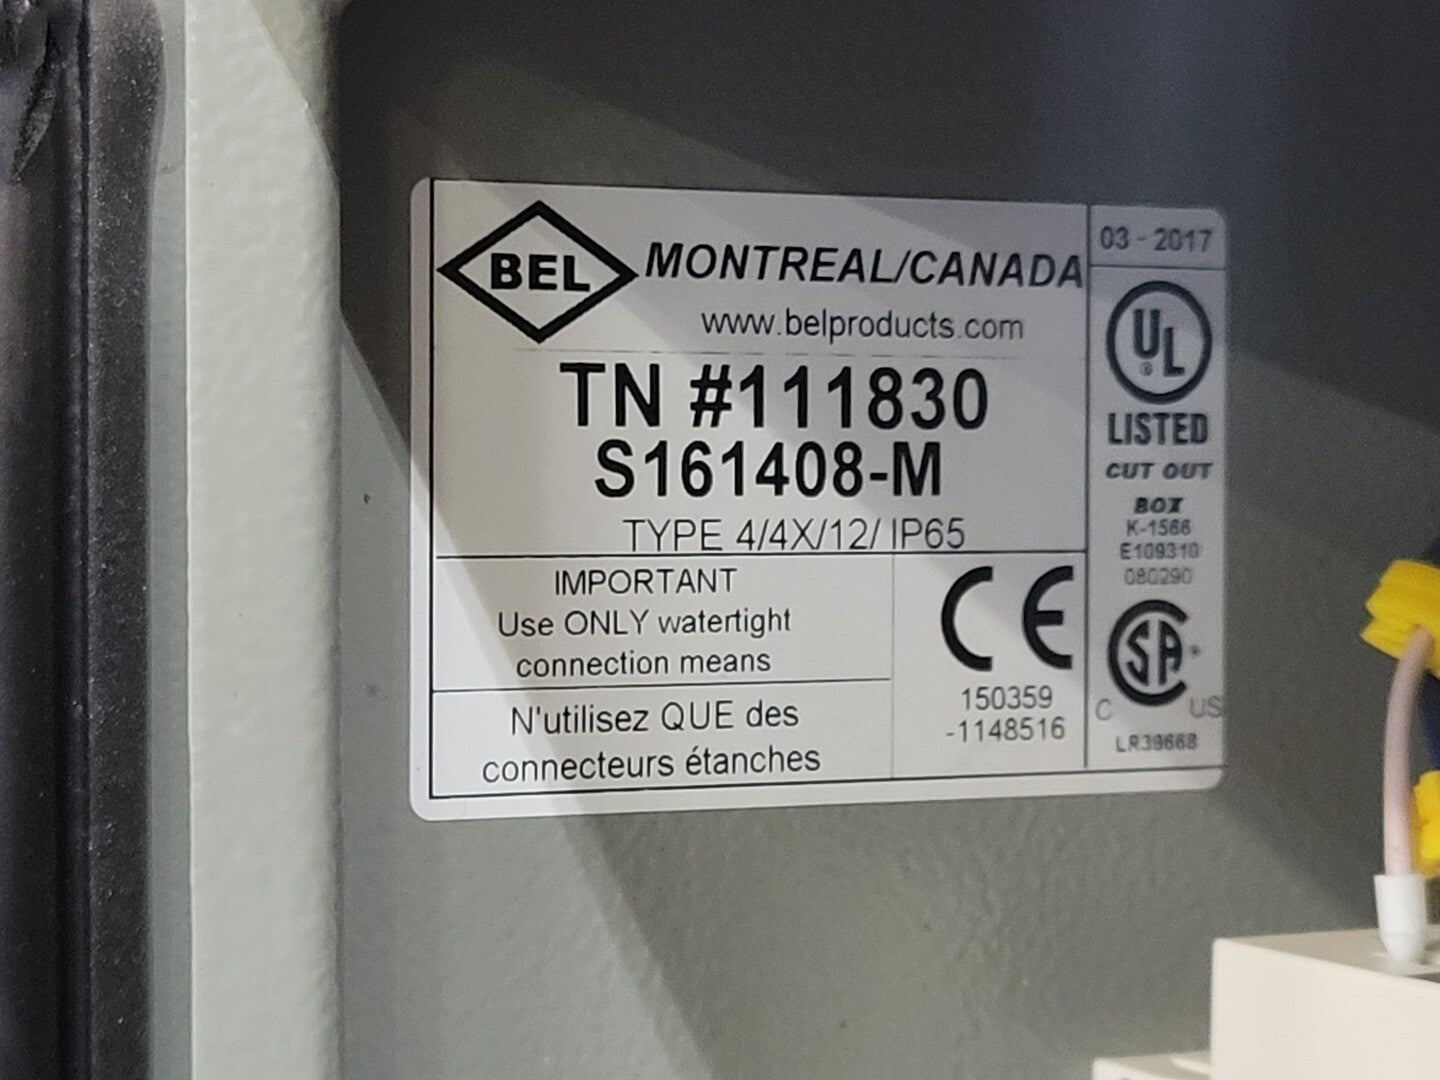 BEL
MONTREAL/CANADA
www.belproducts.com
TN #111830
S161408-M
TYPE 4/4X/12/ IP65
IMPORTANT
Use ONLY watertight
connection means
N'utilisez QUE des
connecteurs étanches
CE
150359
-1148516
03 - 2017
UL
LISTED
CUT OUT
BOX
K-1566
E109310
080290
SA
C US
LR39668